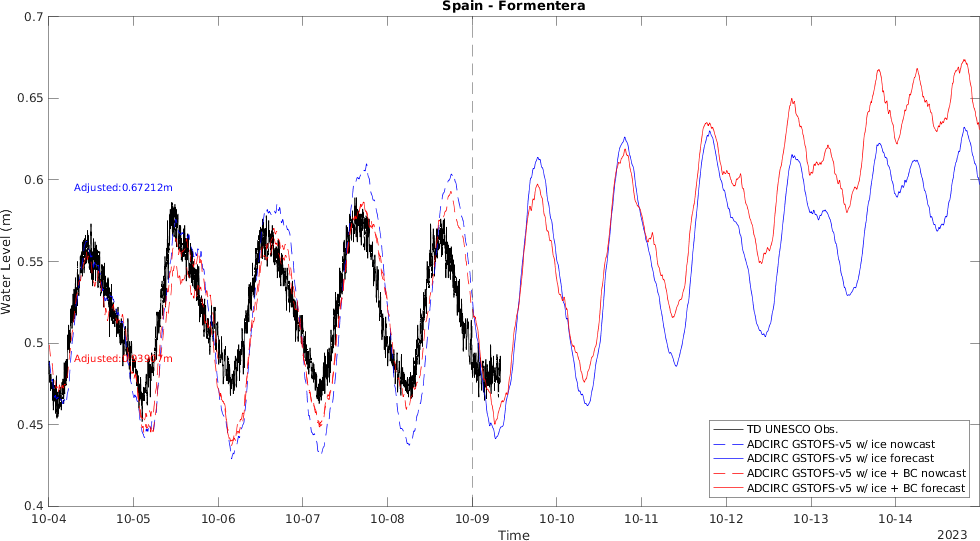 Spain - Formentera
0.7
0.65
0.6
0.55
0.5
0.45
0.4
Water Level (m)
Adjusted:0.67212m
10-04
10-05
10-06
10-07
10-08
10-09
10-10
10-11
10-12
10-13
10-14
Time
2023
TD UNESCO Obs.
ADCIRC GSTOFS-v5 w/ ice nowcast
ADCIRC GSTOFS-v5 w/ ice forecast
ADCIRC GSTOFS-v5 w/ ice + BC nowcast
ADCIRC GSTOFS-v5 w/ ice + BC forecast